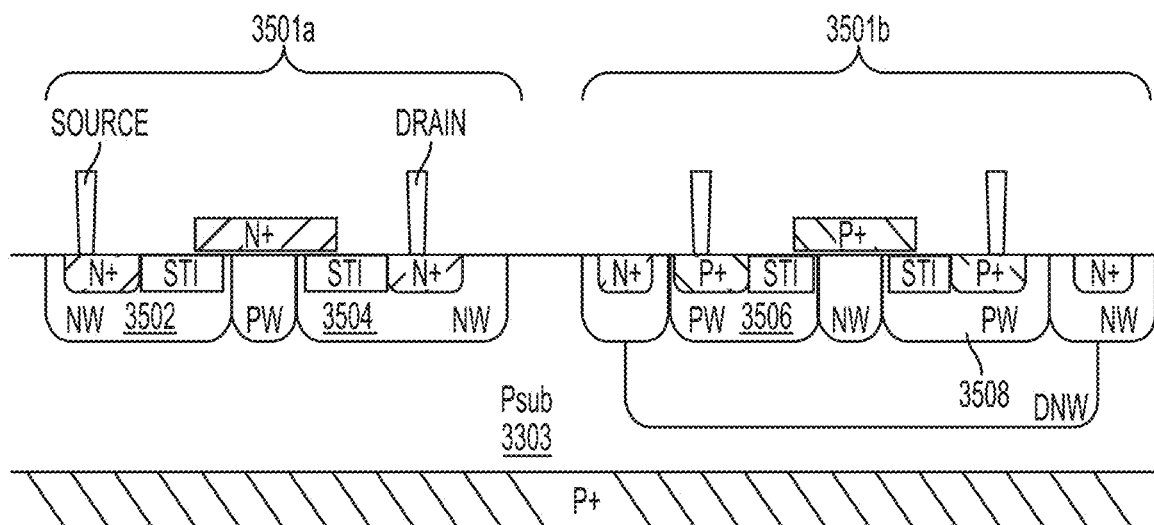 3501a 3501b
SOURCE DRAIN
N+ P+
N+ STI STI N+ N+ P+ STI STI P+ N+
NW 3502 PW 3504 NW PW 3506 NW PW NW
3508
DNW
Psub
3303
P+